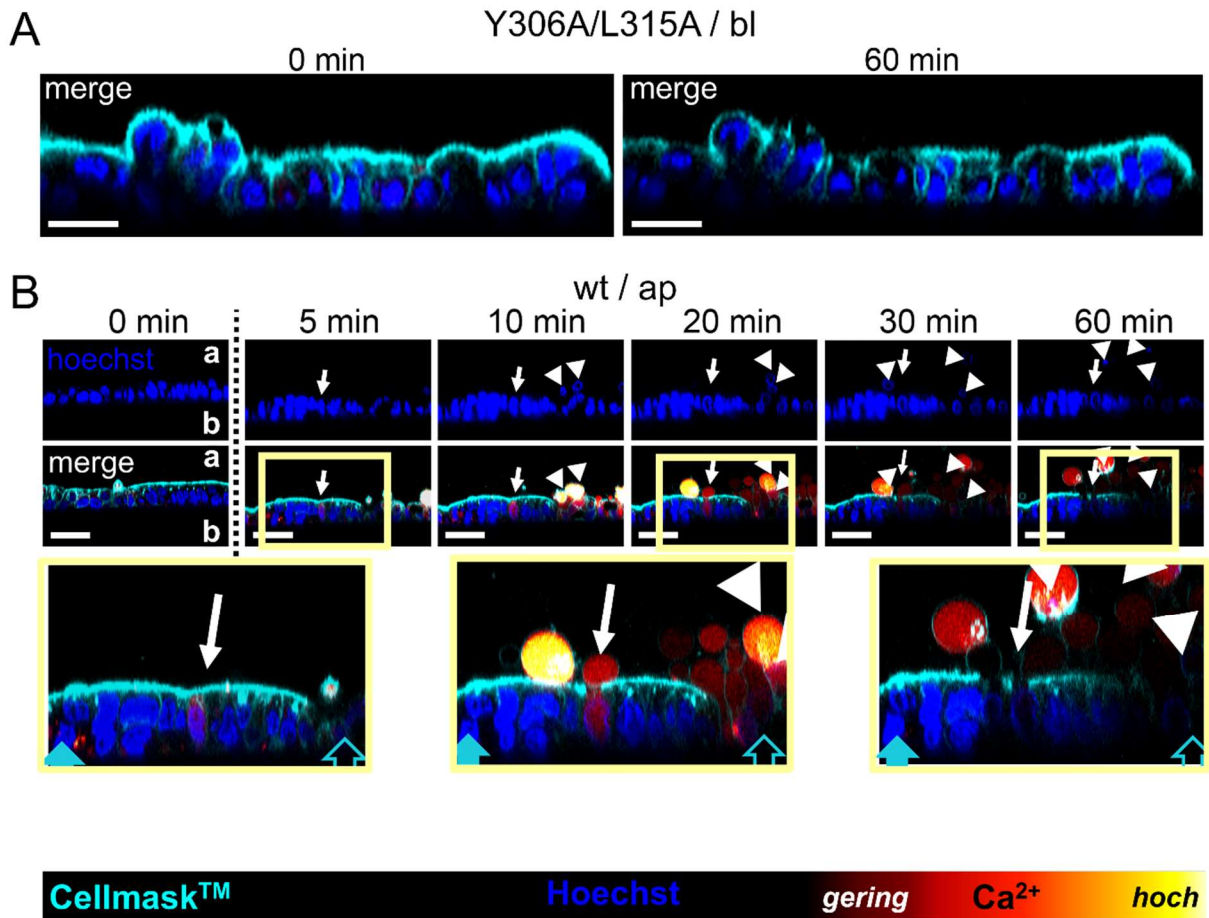 A
Y306A/L315A / bl
0 min 60 min
merge merge
B
wt / ap
0 min 5 min 10 min 20 min 30 min 60 min
hoechst a
b
merge a
b
Cellmask™ Hoechst gering Ca²⁺ hoch